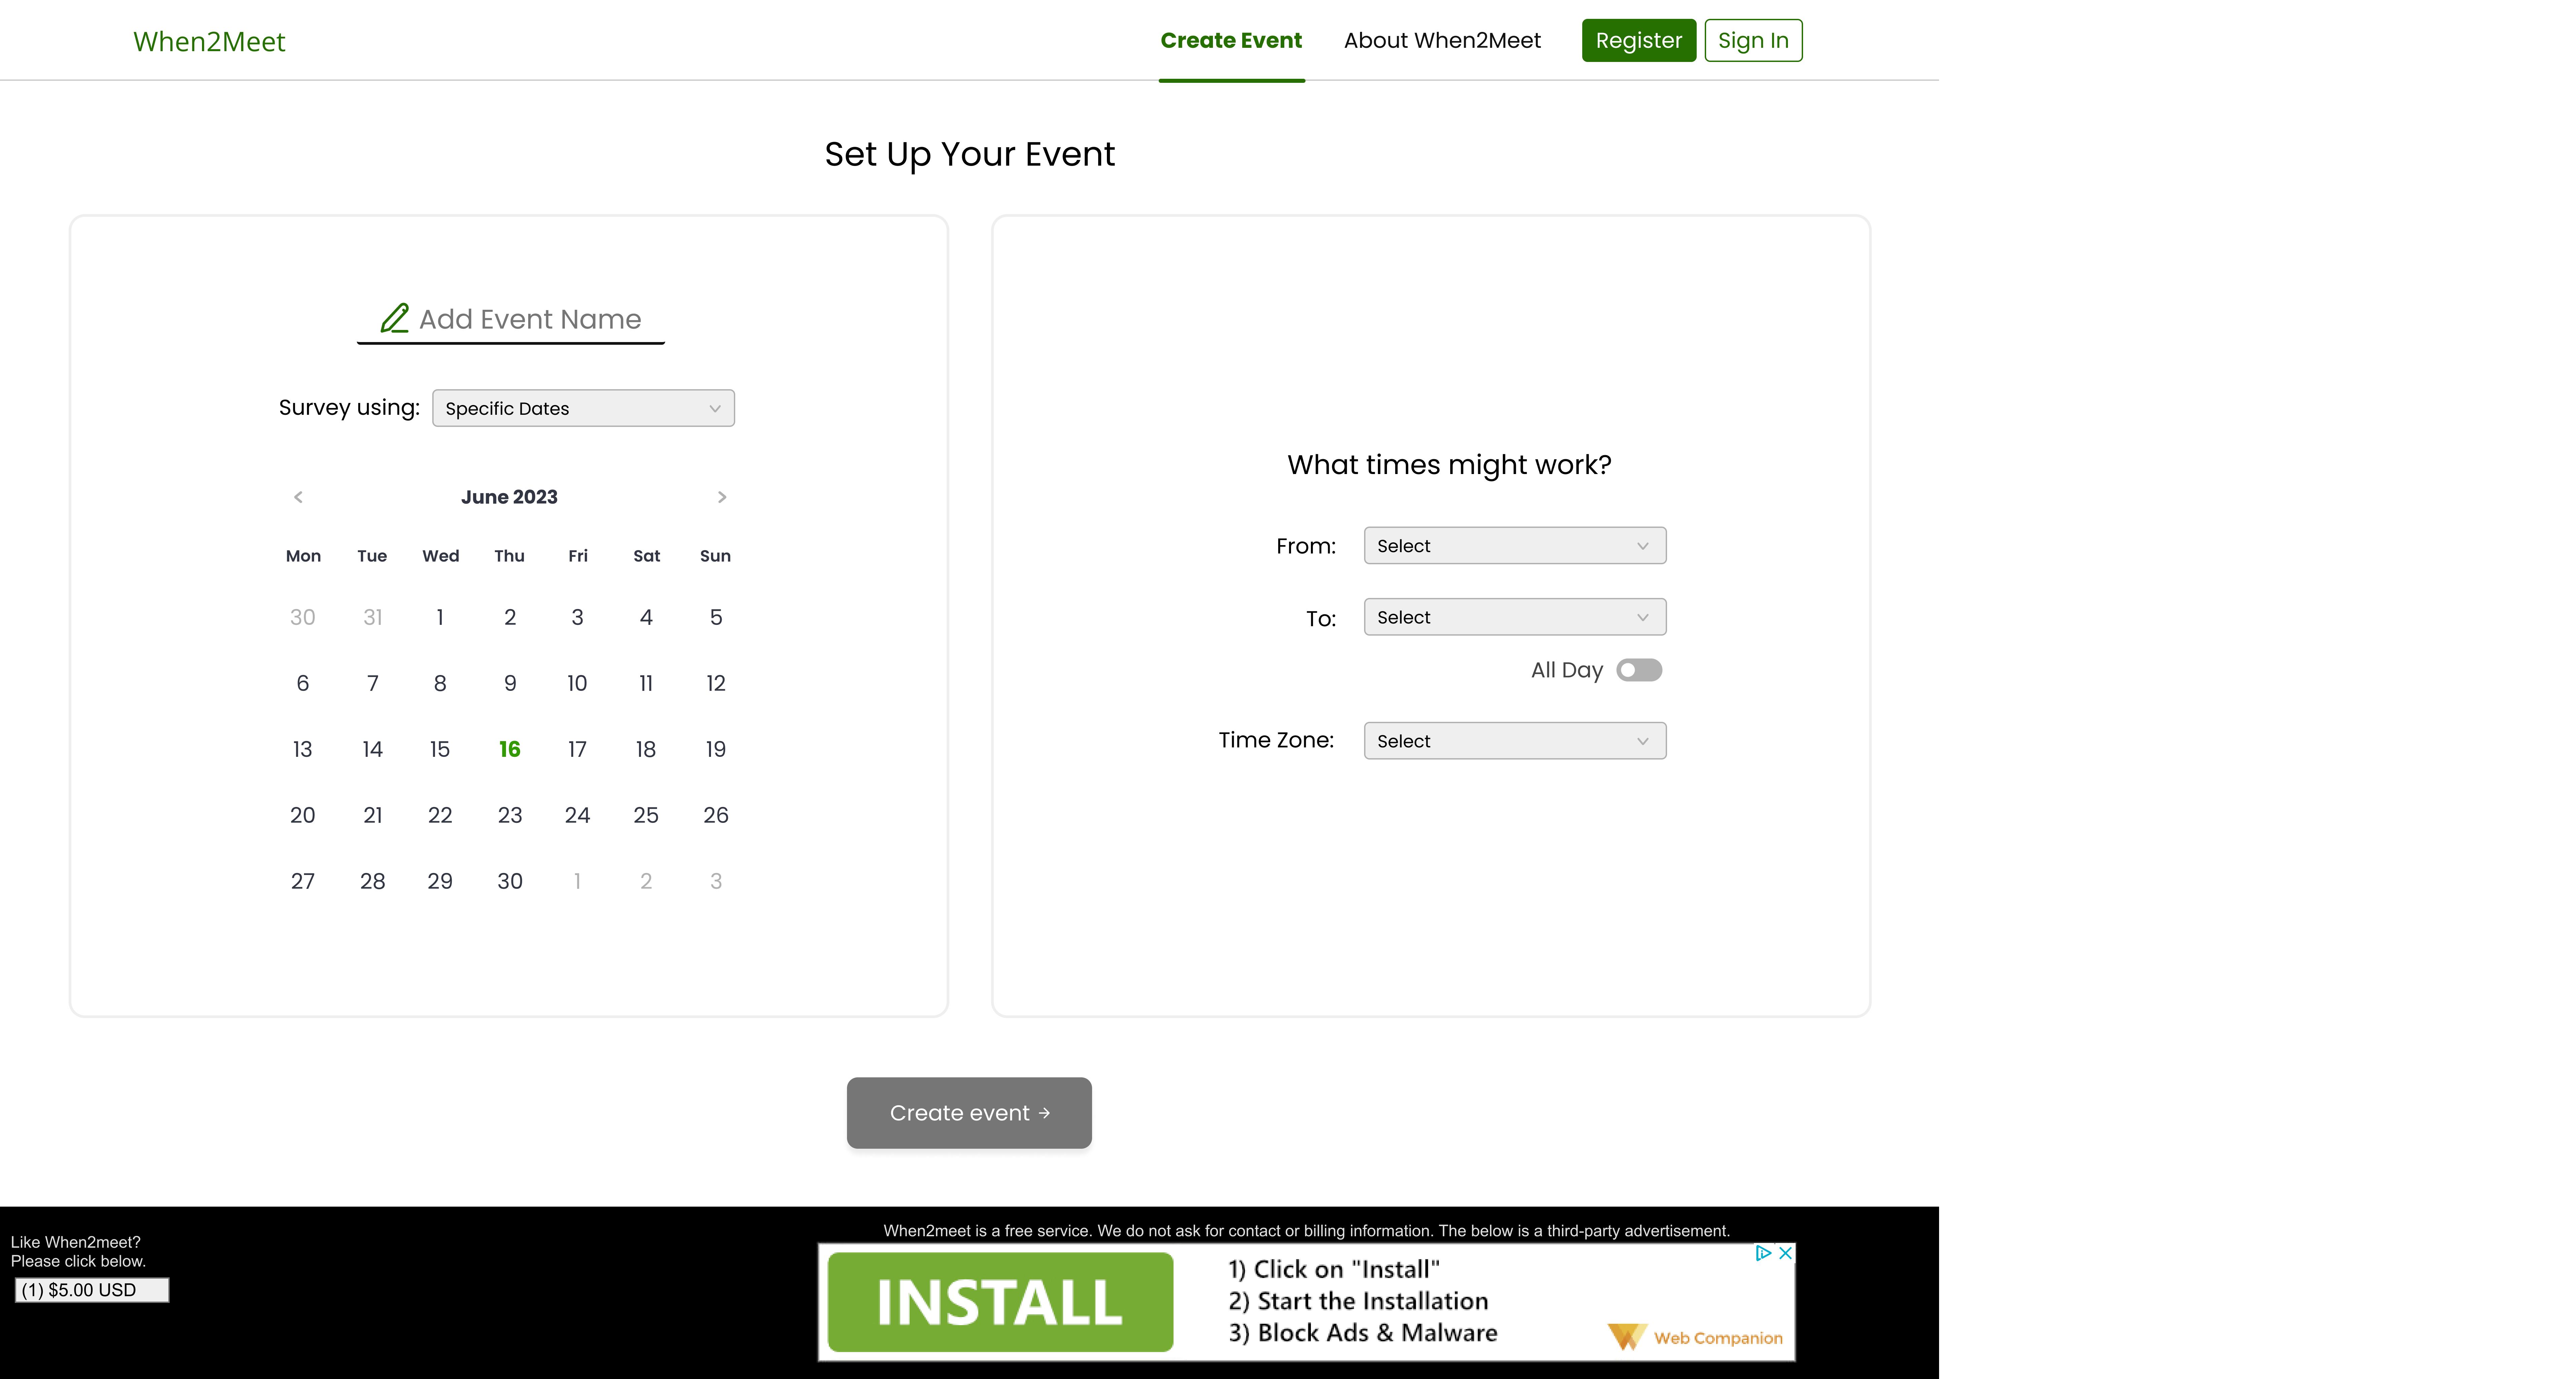 When2Meet
Create Event
About When2Meet
Register
Sign In
Set Up Your Event
Add Event Name
Survey using:
Specific Dates
< June 2023 >
Mon Tue Wed Thu Fri Sat Sun
30 31 1 2 3 4 5
6 7 8 9 10 11 12
13 14 15 16 17 18 19
20 21 22 23 24 25 26
27 28 29 30 1 2 3
What times might work?
From: Select
To: Select
All Day
Time Zone: Select
Create event →
Like When2meet?
Please click below.
(1) $5.00 USD
When2meet is a free service. We do not ask for contact or billing information. The below is a third-party advertisement.
INSTALL
1) Click on "Install"
2) Start the Installation
3) Block Ads & Malware
Web Companion